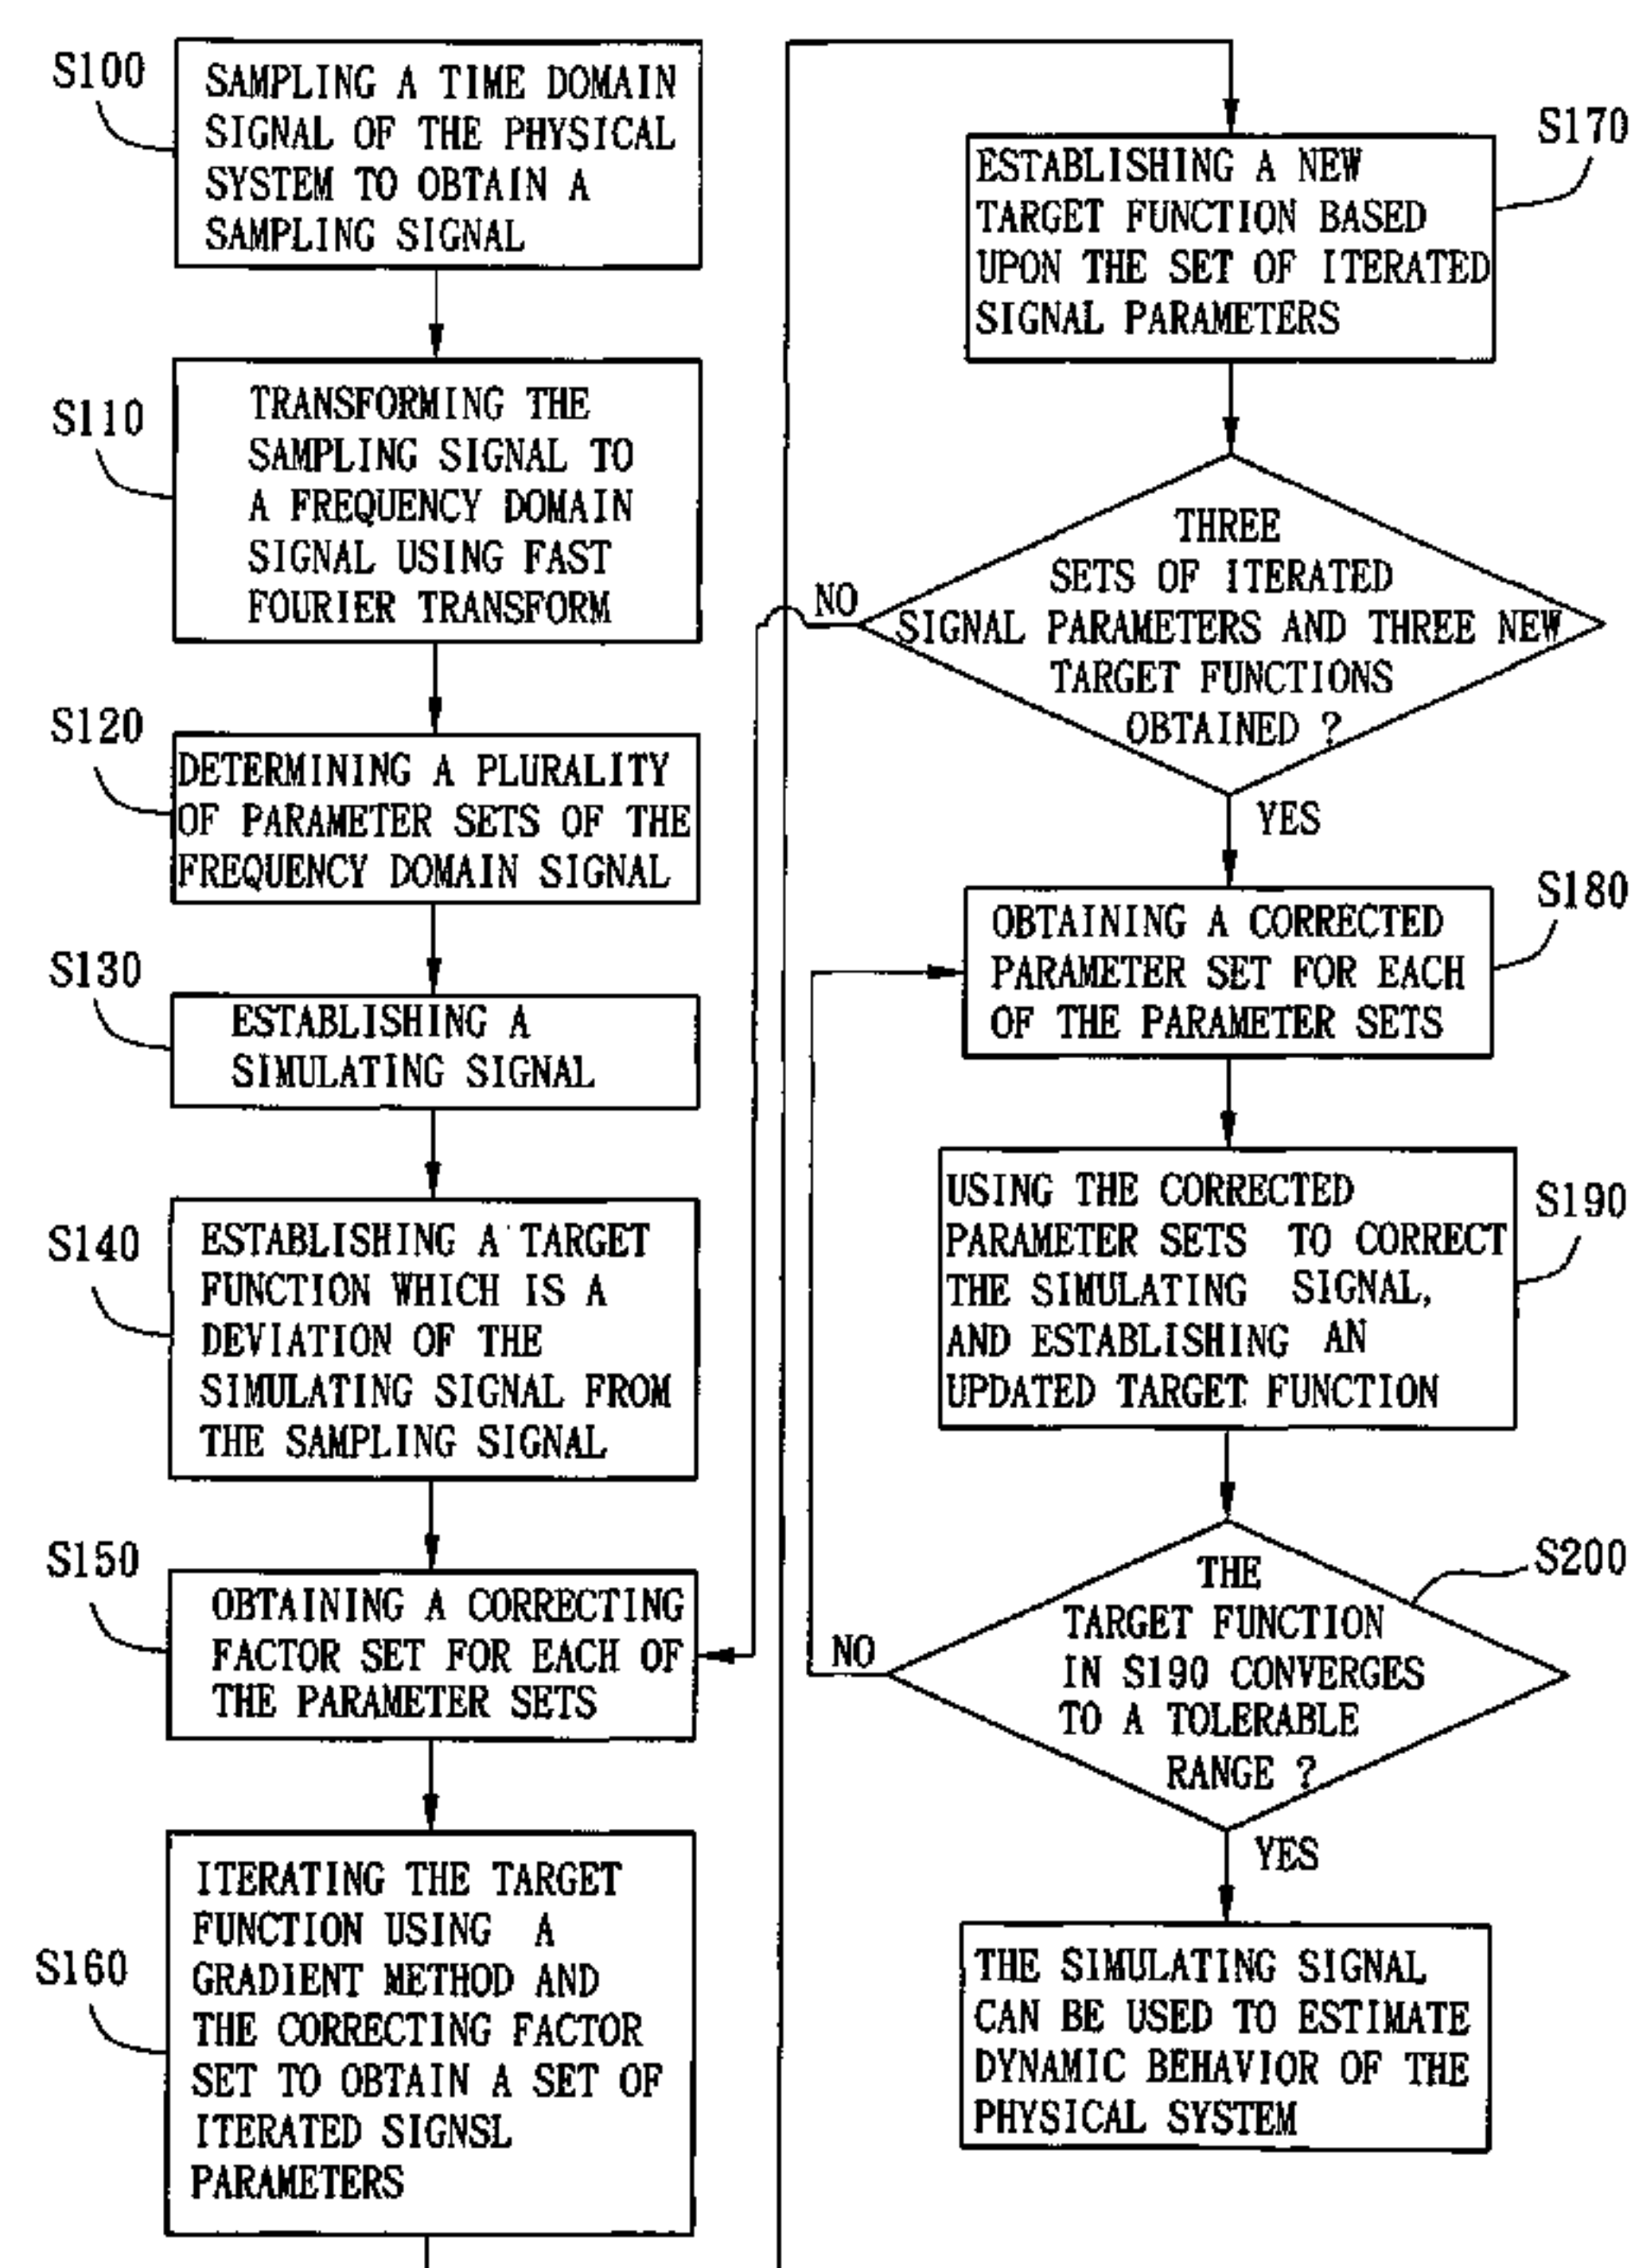 S100
SAMPLING A TIME DOMAIN
SIGNAL OF THE PHYSICAL
SYSTEM TO OBTAIN A
SAMPLING SIGNAL
S110
TRANSFORMING THE
SAMPLING SIGNAL TO
A FREQUENCY DOMAIN
SIGNAL USING FAST
FOURIER TRANSFORM
S120
DETERMINING A PLURALITY
OF PARAMETER SETS OF THE
FREQUENCY DOMAIN SIGNAL
S130
ESTABLISHING A
SIMULATING SIGNAL
S140
ESTABLISHING A TARGET
FUNCTION WHICH IS A
DEVIATION OF THE
SIMULATING SIGNAL FROM
THE SAMPLING SIGNAL
S150
OBTAINING A CORRECTING
FACTOR SET FOR EACH OF
THE PARAMETER SETS
S160
ITERATING THE TARGET
FUNCTION USING A
GRADIENT METHOD AND
THE CORRECTING FACTOR
SET TO OBTAIN A SET OF
ITERATED SIGNSL
PARAMETERS
S170
ESTABLISHING A NEW
TARGET FUNCTION BASED
UPON THE SET OF ITERATED
SIGNAL PARAMETERS
THREE
SETS OF ITERATED
SIGNAL PARAMETERS AND THREE NEW
TARGET FUNCTIONS
OBTAINED ?
NO
YES
S180
OBTAINING A CORRECTED
PARAMETER SET FOR EACH
OF THE PARAMETER SETS
S190
USING THE CORRECTED
PARAMETER SETS TO CORRECT
THE SIMULATING SIGNAL,
AND ESTABLISHING AN
UPDATED TARGET FUNCTION
S200
THE
TARGET FUNCTION
IN S190 CONVERGES
TO A TOLERABLE
RANGE ?
NO
YES
THE SIMULATING SIGNAL
CAN BE USED TO ESTIMATE
DYNAMIC BEHAVIOR OF THE
PHYSICAL SYSTEM